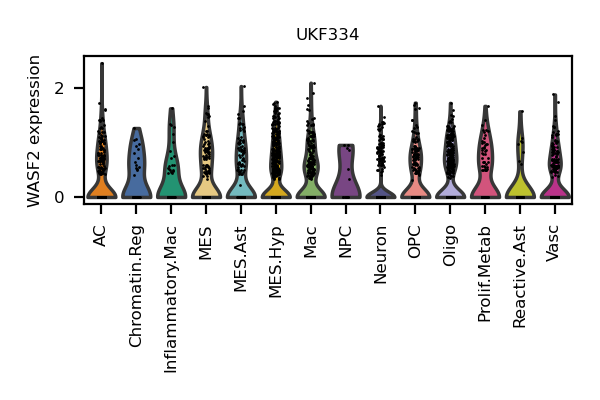 UKF334
WASF2 expression
2
0
AC
Chromatin.Reg
Inflammatory.Mac
MES
MES.Ast
MES.Hyp
Mac
NPC
Neuron
OPC
Oligo
Prolif.Metab
Reactive.Ast
Vasc